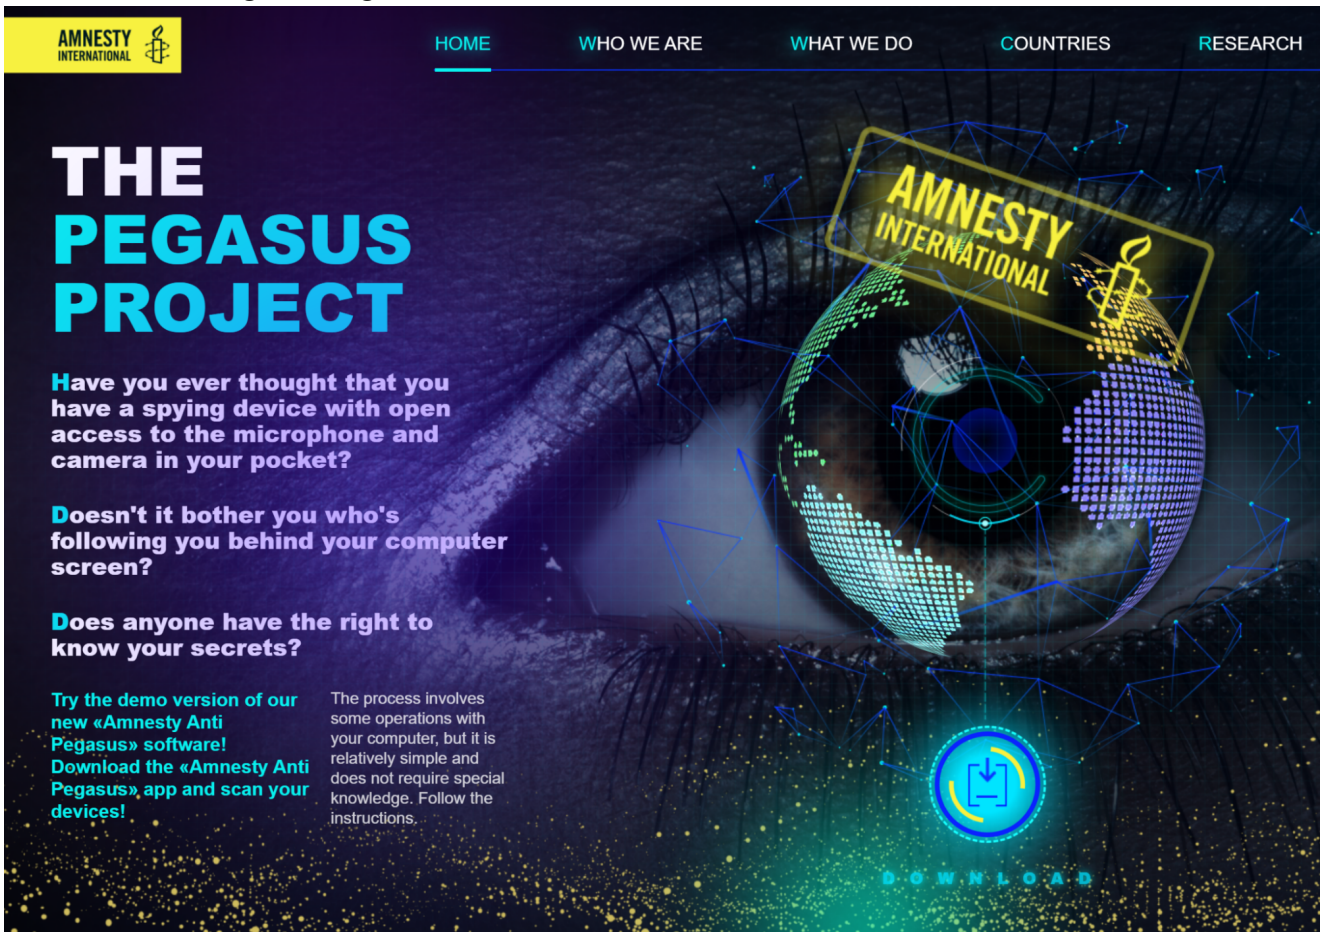 AMNESTY
INTERNATIONAL
HOME
WHO WE ARE
WHAT WE DO
COUNTRIES
RESEARCH
THE
PEGASUS
PROJECT
Have you ever thought that you
have a spying device with open
access to the microphone and
camera in your pocket?
Doesn't it bother you who's
following you behind your computer
screen?
Does anyone have the right to
know your secrets?
Try the demo version of our
new «Amnesty Anti
Pegasus» software!
Download the «Amnesty Anti
Pegasus» app and scan your
devices!
The process involves
some operations with
your computer, but it is
relatively simple and
does not require special
knowledge. Follow the
instructions.
AMNESTY
INTERNATIONAL
DOWNLOAD